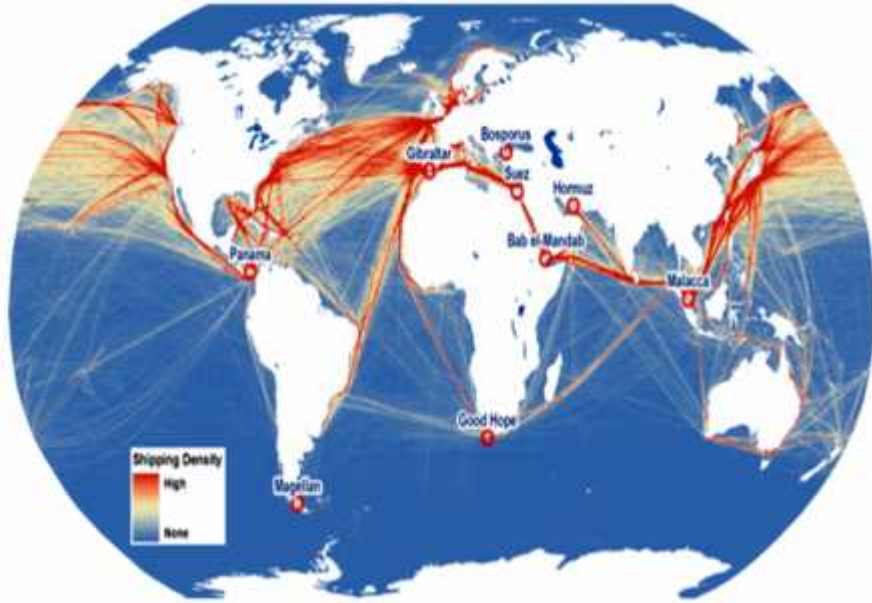 Bosporus
Gibraltar
Suez
Hormuz
Bab el-Mandab
Panama
Malacca
Good Hope
Shipping Density
High
None
Magellan